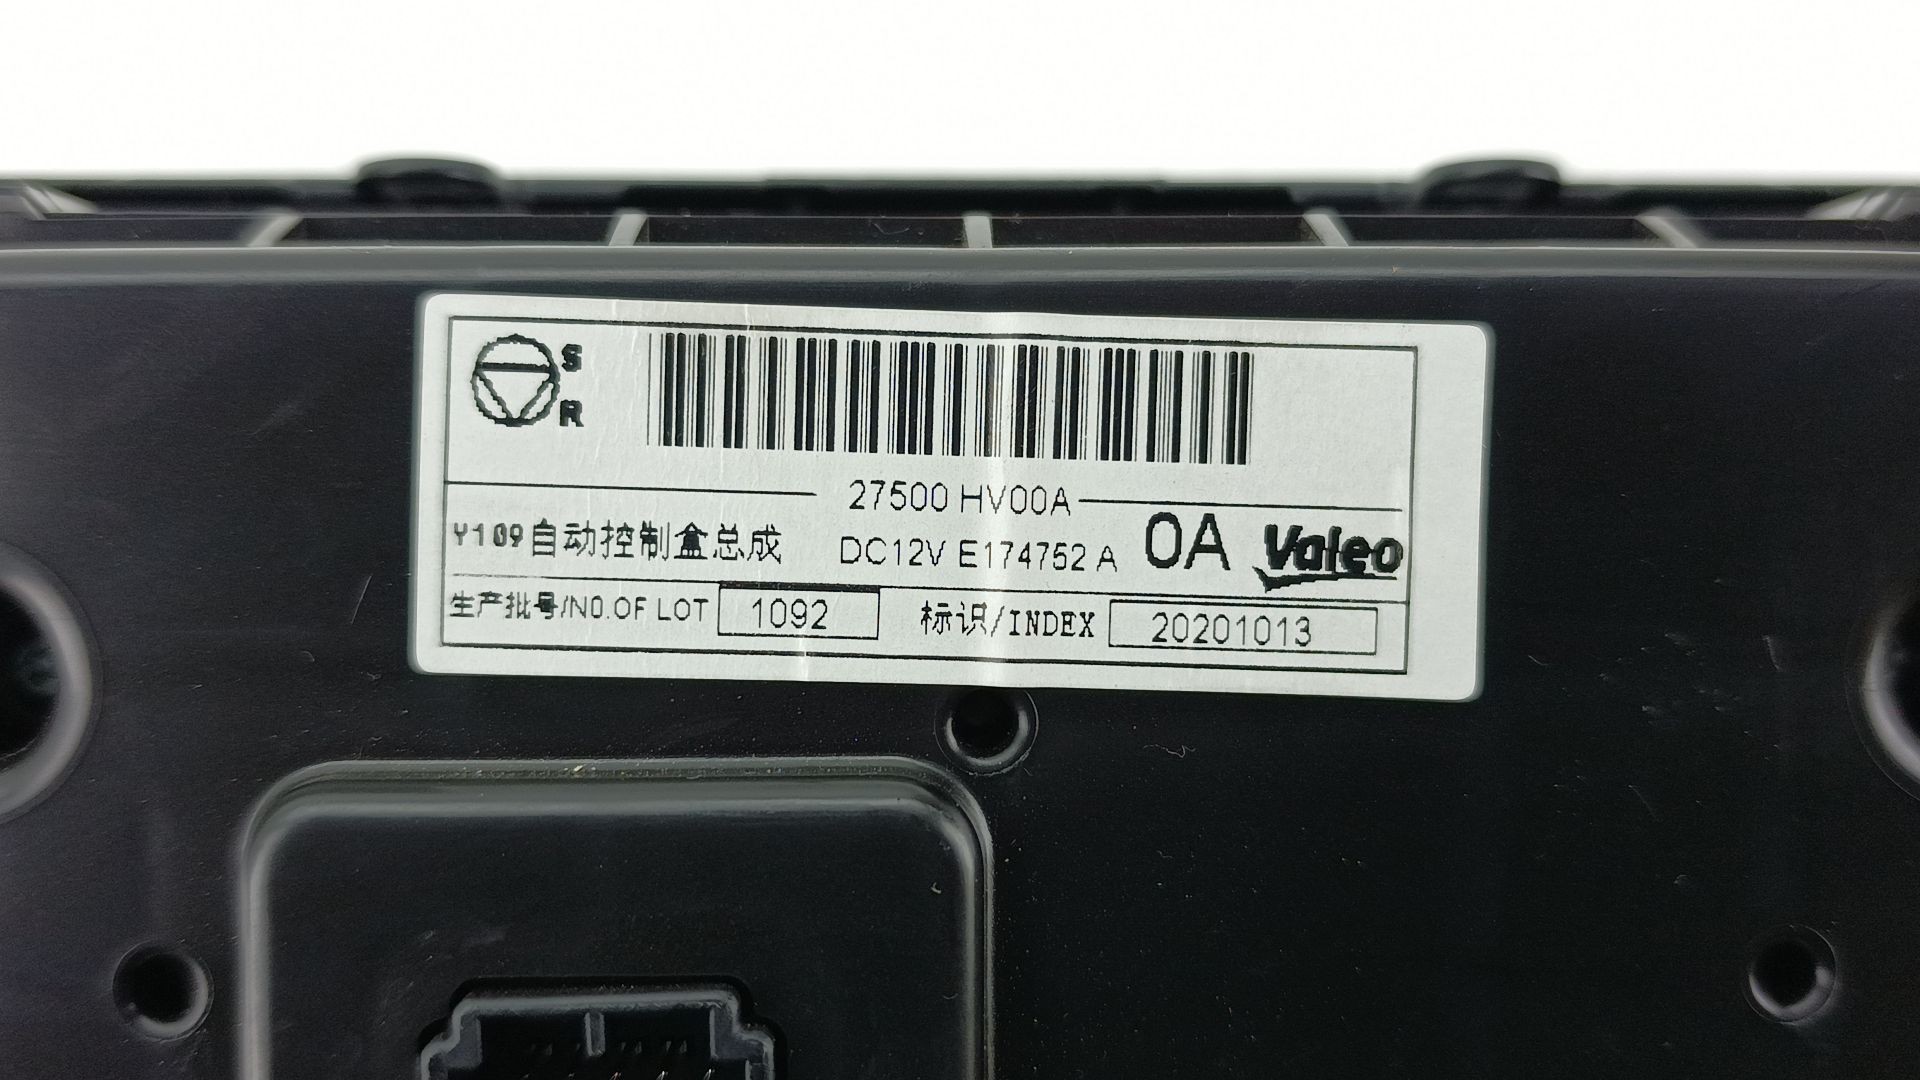 S
R
27500 HV00A
Y109自动控制盒总成 DC12V E174752 A 0A Valeo
生产批号/NO.OF LOT 1092 标识/INDEX 20201013